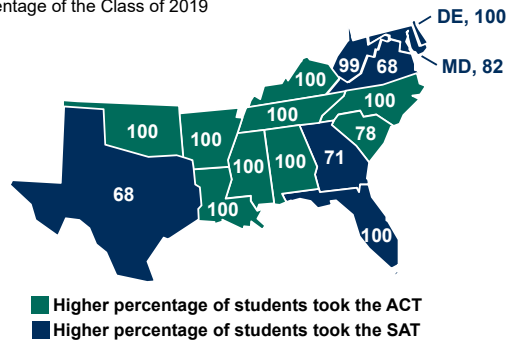 entage of the Class of 2019
DE, 100
99
68
MD, 82
100
100
100
100
100
78
71
100
100
68
100
100
Higher percentage of students took the ACT
Higher percentage of students took the SAT